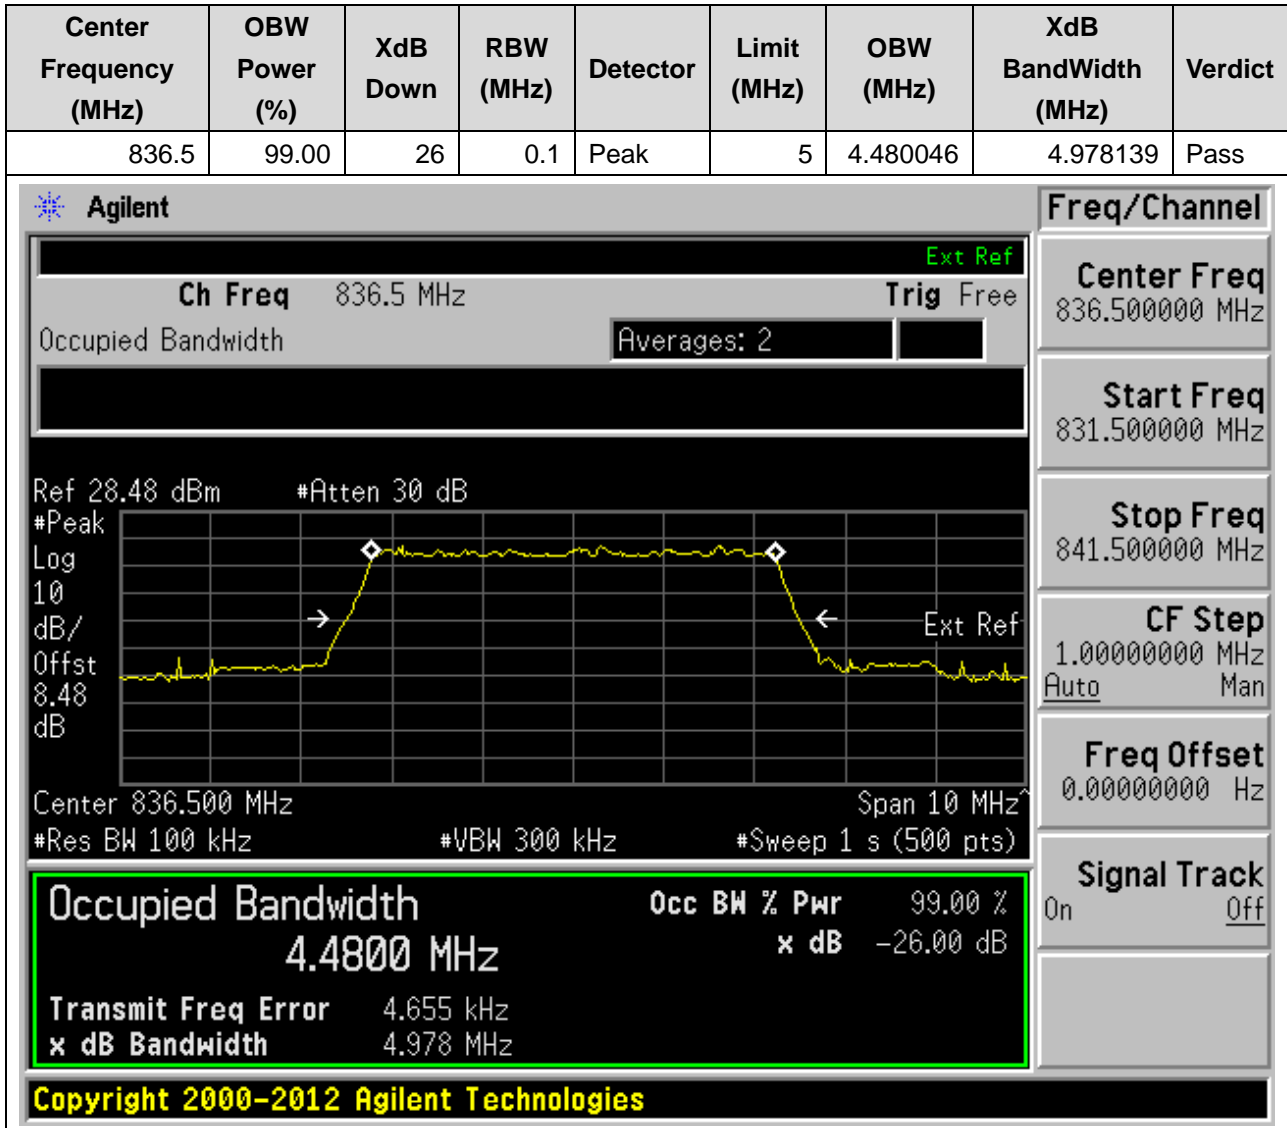 Center Frequency (MHz) OBW Power (%) XdB Down RBW (MHz) Detector Limit (MHz) OBW (MHz) XdB BandWidth (MHz) Verdict
836.5 99.00 26 0.1 Peak 5 4.480046 4.978139 Pass
Agilent
Freq/Channel
Ext Ref
Ch Freq 836.5 MHz Trig Free
Occupied Bandwidth Averages: 2
Center Freq
836.500000 MHz
Start Freq
831.500000 MHz
Stop Freq
841.500000 MHz
CF Step
1.00000000 MHz
Auto Man
Freq Offset
0.00000000 Hz
Signal Track
On Off
Ref 28.48 dBm #Atten 30 dB
#Peak
Log
10
dB/
Offst
8.48
dB
Ext Ref
Center 836.500 MHz Span 10 MHz^
#Res BW 100 kHz #VBW 300 kHz #Sweep 1 s (500 pts)
Occupied Bandwidth
4.4800 MHz
Occ BW % Pwr 99.00 %
x dB -26.00 dB
Transmit Freq Error 4.655 kHz
x dB Bandwidth 4.978 MHz
Copyright 2000-2012 Agilent Technologies